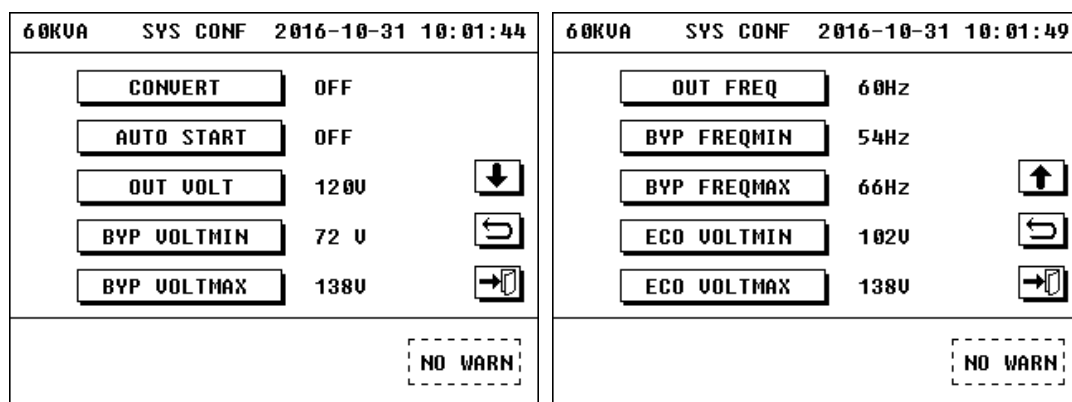 60KVA SYS CONF 2016-10-31 10:01:44
CONVERT OFF
AUTO START OFF
OUT VOLT 120V
BYP VOLTMIN 72 V
BYP VOLTMAX 138V
NO WARN
60KVA SYS CONF 2016-10-31 10:01:49
OUT FREQ 60Hz
BYP FREQMIN 54Hz
BYP FREQMAX 66Hz
ECO VOLTMIN 102V
ECO VOLTMAX 138V
NO WARN